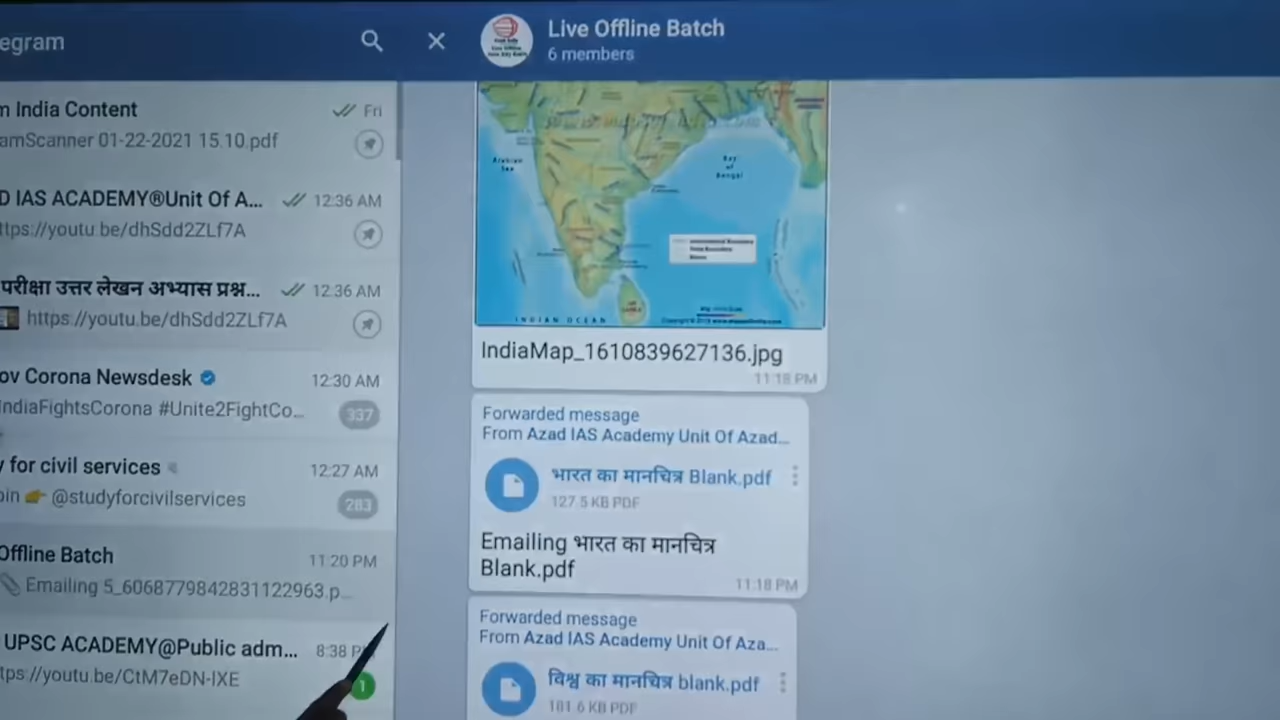 egram
Live Offline Batch
6 members
m India Content
Fri
amScanner 01-22-2021 15.10.pdf
D IAS ACADEMY®Unit Of A...
12:36 AM
ttps://youtu.be/dhSdd2ZLf7A
परीक्षा उत्तर लेखन अभ्यास प्रश्न...
12:36 AM
https://youtu.be/dhSdd2ZLf7A
ov Corona Newsdesk
12:30 AM
IndiaFightsCorona #Unite2FightCo...
337
y for civil services
12:27 AM
oin 👉 @studyforcivilservices
283
Offline Batch
11:20 PM
Emailing 5_6068779842831122963.p...
UPSC ACADEMY@Public adm...
8:38 P
tps://youtu.be/CtM7eDN-IXE
1
Arabian
Sea
Bay
of
Bengal
INDIAN OCEAN
IndiaMap_1610839627136.jpg
11:18 PM
Forwarded message
From Azad IAS Academy Unit Of Azad...
भारत का मानचित्र Blank.pdf
127.5 KB PDF
Emailing भारत का मानचित्र
Blank.pdf
11:18 PM
Forwarded message
From Azad IAS Academy Unit Of Aza...
विश्व का मानचित्र blank.pdf
181.6 KB PDF